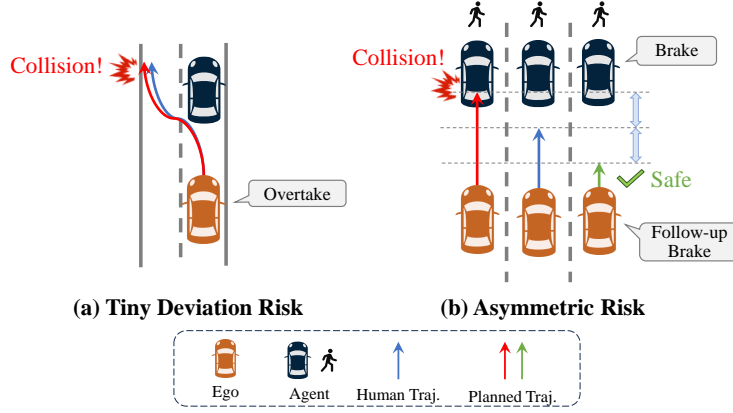 Collision!
Overtake
(a) Tiny Deviation Risk
Collision!
Brake
Safe
Follow-up
Brake
(b) Asymmetric Risk
Ego
Agent
Human Traj.
Planned Traj.